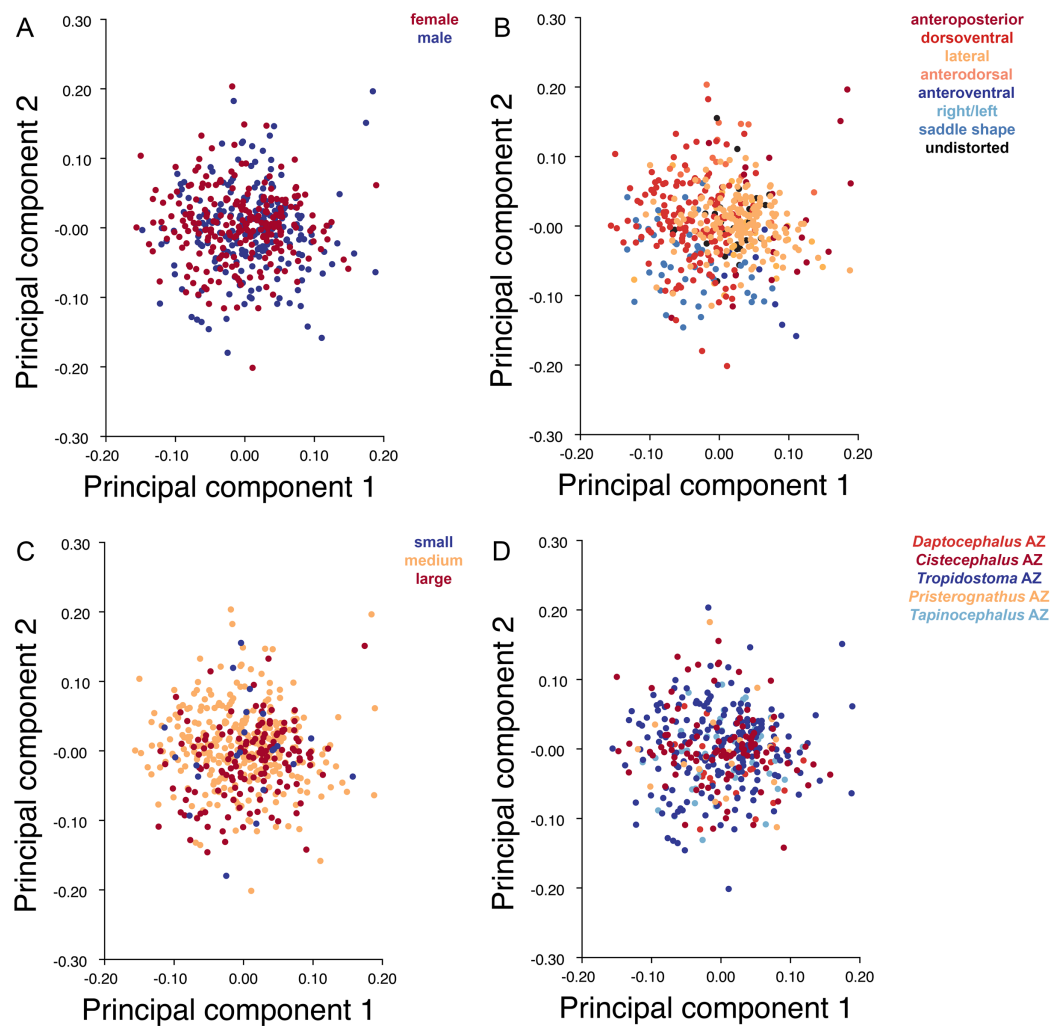 A
female
male
0.30
0.20
0.10
-0.00
-0.10
-0.20
-0.30
-0.20
-0.10
0.00
0.10
0.20
Principal component 2
Principal component 1
B
anteroposterior
dorsoventral
lateral
anterodorsal
anteroventral
right/left
saddle shape
undistorted
0.30
0.20
0.10
-0.00
-0.10
-0.20
-0.30
-0.20
-0.10
0.00
0.10
0.20
Principal component 2
Principal component 1
C
small
medium
large
0.30
0.20
0.10
-0.00
-0.10
-0.20
-0.30
-0.20
-0.10
0.00
0.10
0.20
Principal component 2
Principal component 1
D
Daptocephalus AZ
Cistecephalus AZ
Tropidostoma AZ
Pristerognathus AZ
Tapinocephalus AZ
0.30
0.20
0.10
-0.00
-0.10
-0.20
-0.30
-0.20
-0.10
0.00
0.10
0.20
Principal component 2
Principal component 1